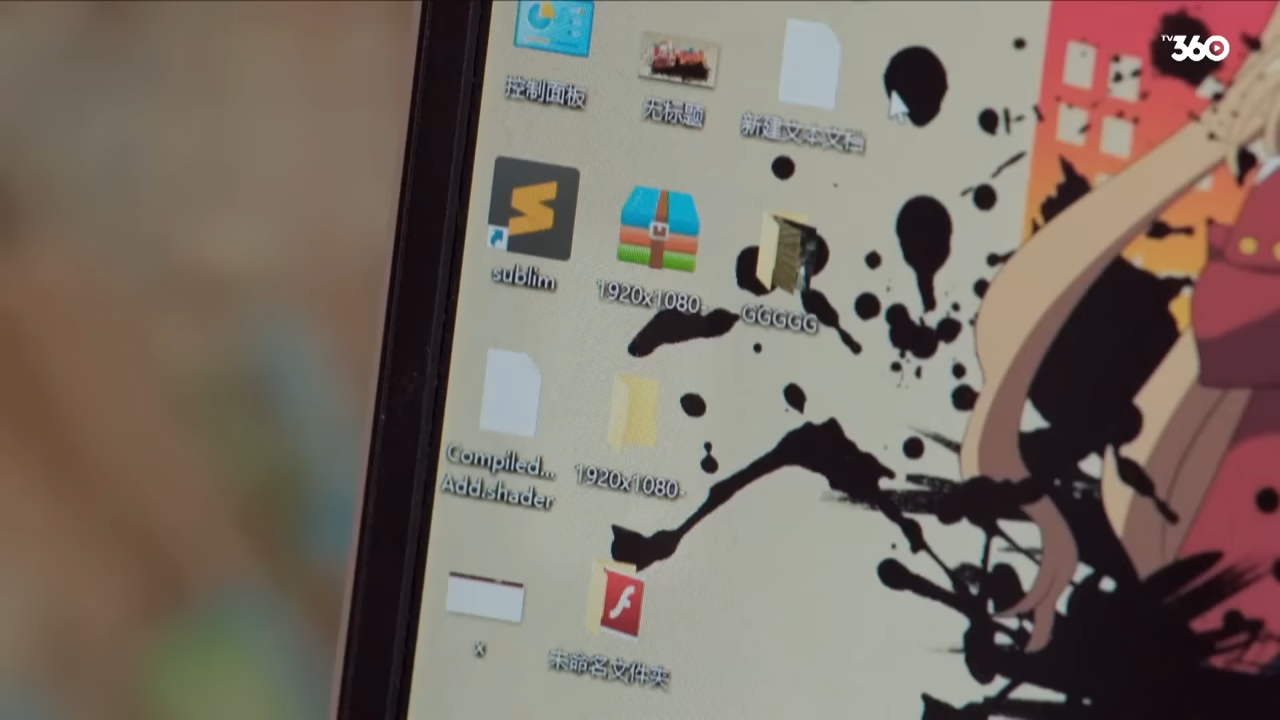 TV360
控制面板
无标题
新建文本文档
sublim
1920x1080-
GGGGG
Compiled...
Add.shader
1920x1080-
x
未命名文件夹